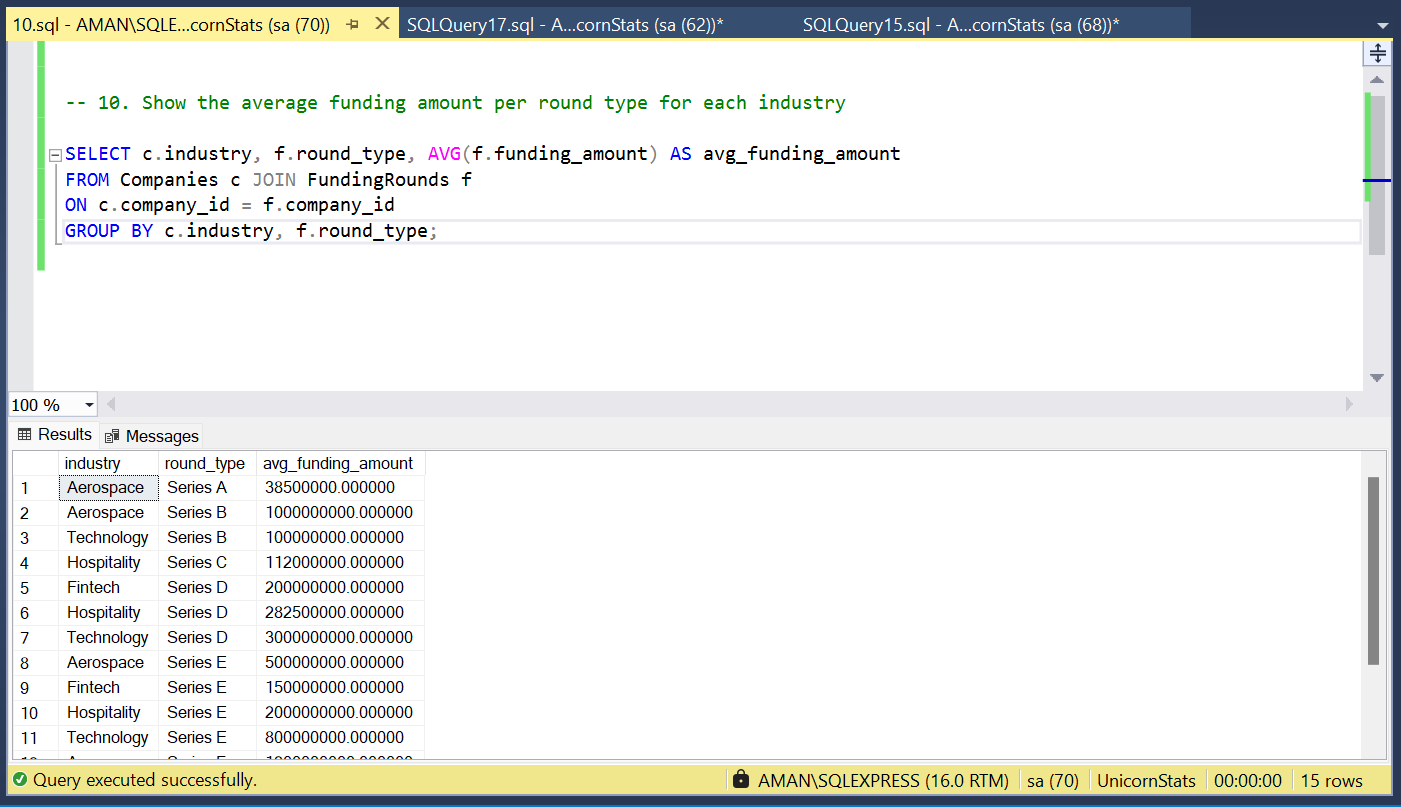 10.sql - AMAN\SQLE...cornStats (sa (70)) SQLQuery17.sql - A...cornStats (sa (62))* SQLQuery15.sql - A...cornStats (sa (68))*
-- 10. Show the average funding amount per round type for each industry
SELECT c.industry, f.round_type, AVG(f.funding_amount) AS avg_funding_amount
FROM Companies c JOIN FundingRounds f
ON c.company_id = f.company_id
GROUP BY c.industry, f.round_type;
100 %
Results Messages
industry round_type avg_funding_amount
1 Aerospace Series A 38500000.000000
2 Aerospace Series B 1000000000.000000
3 Technology Series B 100000000.000000
4 Hospitality Series C 112000000.000000
5 Fintech Series D 200000000.000000
6 Hospitality Series D 282500000.000000
7 Technology Series D 3000000000.000000
8 Aerospace Series E 500000000.000000
9 Fintech Series E 150000000.000000
10 Hospitality Series E 2000000000.000000
11 Technology Series E 800000000.000000
Query executed successfully. AMAN\SQLEXPRESS (16.0 RTM) sa (70) UnicornStats 00:00:00 15 rows